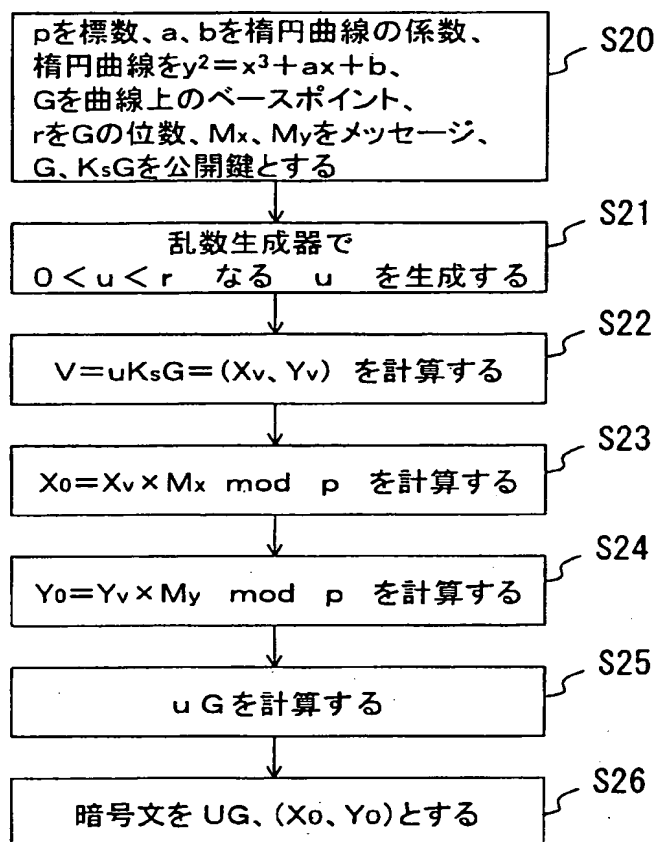 pを標数、a、bを楕円曲線の係数、
楕円曲線をy²=x³+ax+b、
Gを曲線上のベースポイント、
rをGの位数、Mx、Myをメッセージ、
G、KsGを公開鍵とする
S20
乱数生成器で
0<u<r なる u を生成する
S21
V=uKsG=(Xv、Yv) を計算する
S22
X0=Xv×Mx mod p を計算する
S23
Y0=Yv×My mod p を計算する
S24
uGを計算する
S25
暗号文をUG、(X0、Y0)とする
S26